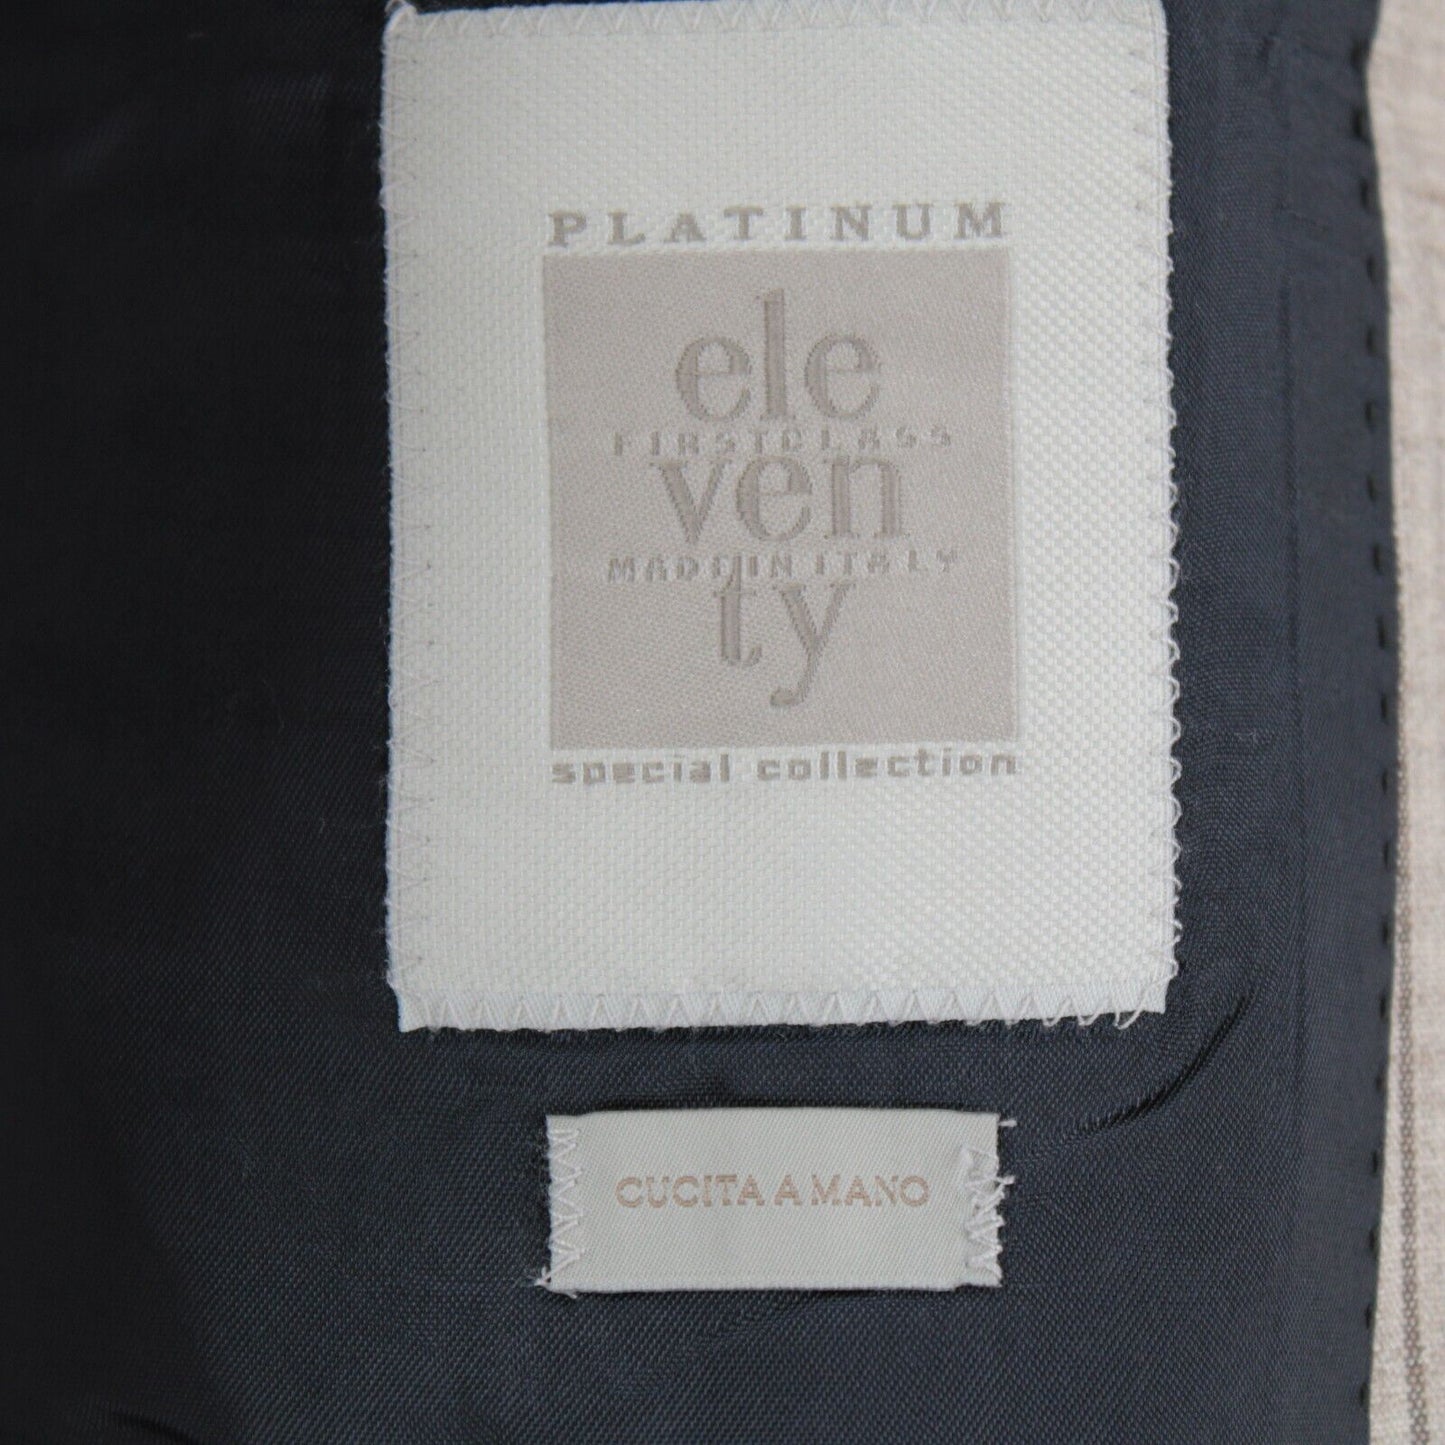 PLATINUM
ele
FIRSTCLASS
ven
MADE IN ITALY
ty
special collection
CUCITA A MANO